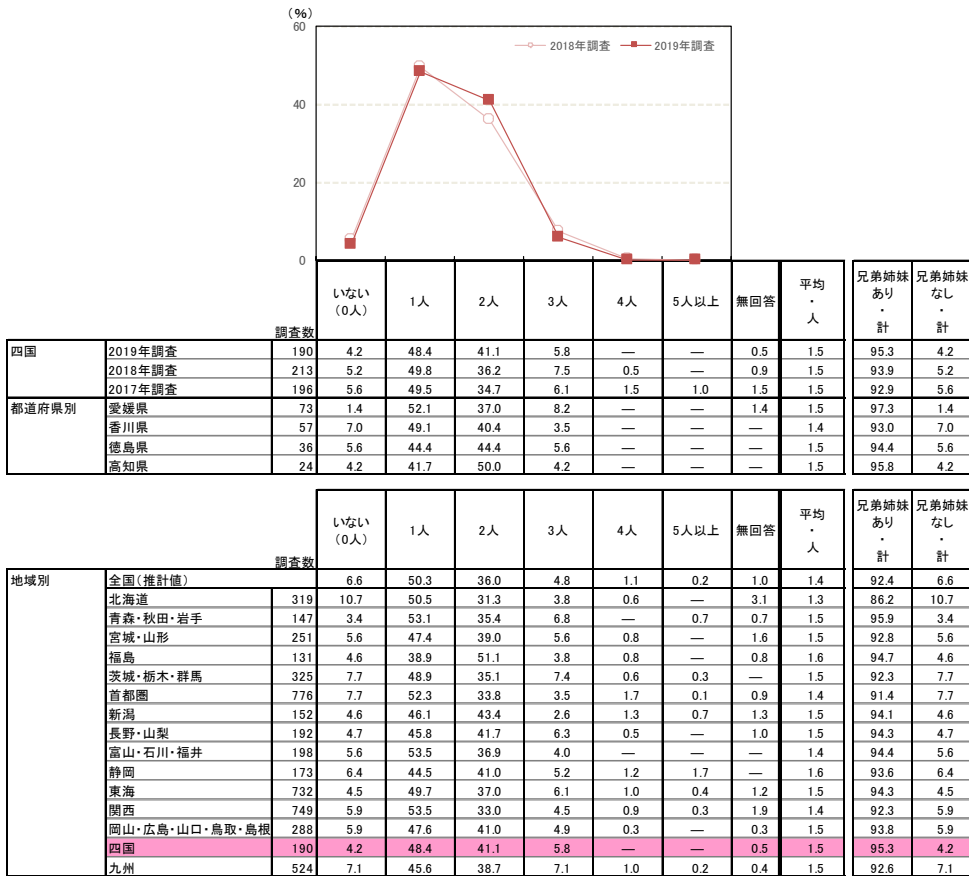 (%)
60
2018年調査 2019年調査
40
20
0
調査数 いない(0人) 1人 2人 3人 4人 5人以上 無回答 平均・人 兄弟姉妹あり・計 兄弟姉妹なし・計
四国 2019年調査 190 4.2 48.4 41.1 5.8 — — 0.5 1.5 95.3 4.2
2018年調査 213 5.2 49.8 36.2 7.5 0.5 — 0.9 1.5 93.9 5.2
2017年調査 196 5.6 49.5 34.7 6.1 1.5 1.0 1.5 1.5 92.9 5.6
都道府県別 愛媛県 73 1.4 52.1 37.0 8.2 — — 1.4 1.5 97.3 1.4
香川県 57 7.0 49.1 40.4 3.5 — — — 1.4 93.0 7.0
徳島県 36 5.6 44.4 44.4 5.6 — — — 1.5 94.4 5.6
高知県 24 4.2 41.7 50.0 4.2 — — — 1.5 95.8 4.2
調査数 いない(0人) 1人 2人 3人 4人 5人以上 無回答 平均・人 兄弟姉妹あり・計 兄弟姉妹なし・計
地域別 全国(推計値) 6.6 50.3 36.0 4.8 1.1 0.2 1.0 1.4 92.4 6.6
北海道 319 10.7 50.5 31.3 3.8 0.6 — 3.1 1.3 86.2 10.7
青森・秋田・岩手 147 3.4 53.1 35.4 6.8 — 0.7 0.7 1.5 95.9 3.4
宮城・山形 251 5.6 47.4 39.0 5.6 0.8 — 1.6 1.5 92.8 5.6
福島 131 4.6 38.9 51.1 3.8 0.8 — 0.8 1.6 94.7 4.6
茨城・栃木・群馬 325 7.7 48.9 35.1 7.4 0.6 0.3 — 1.5 92.3 7.7
首都圏 776 7.7 52.3 33.8 3.5 1.7 0.1 0.9 1.4 91.4 7.7
新潟 152 4.6 46.1 43.4 2.6 1.3 0.7 1.3 1.5 94.1 4.6
長野・山梨 192 4.7 45.8 41.7 6.3 0.5 — 1.0 1.5 94.3 4.7
富山・石川・福井 198 5.6 53.5 36.9 4.0 — — — 1.4 94.4 5.6
静岡 173 6.4 44.5 41.0 5.2 1.2 1.7 — 1.6 93.6 6.4
東海 732 4.5 49.7 37.0 6.1 1.0 0.4 1.2 1.5 94.3 4.5
関西 749 5.9 53.5 33.0 4.5 0.9 0.3 1.9 1.4 92.3 5.9
岡山・広島・山口・鳥取・島根 288 5.9 47.6 41.0 4.9 0.3 — 0.3 1.5 93.8 5.9
四国 190 4.2 48.4 41.1 5.8 — — 0.5 1.5 95.3 4.2
九州 524 7.1 45.6 38.7 7.1 1.0 0.2 0.4 1.5 92.6 7.1